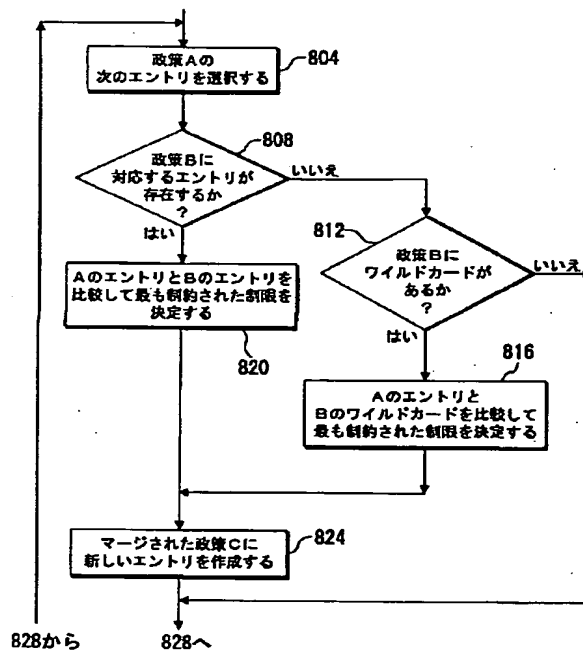 政策Aの
次のエントリを選択する
804
808
政策Bに
対応するエントリが
存在するか
?
いいえ
はい
812
政策Bに
ワイルドカードが
あるか
?
いいえ
はい
AのエントリとBのエントリを
比較して最も制約された制限を
決定する
820
816
Aのエントリと
Bのワイルドカードを比較して
最も制約された制限を決定する
マージされた政策Cに
新しいエントリを作成する
824
828から
828へ